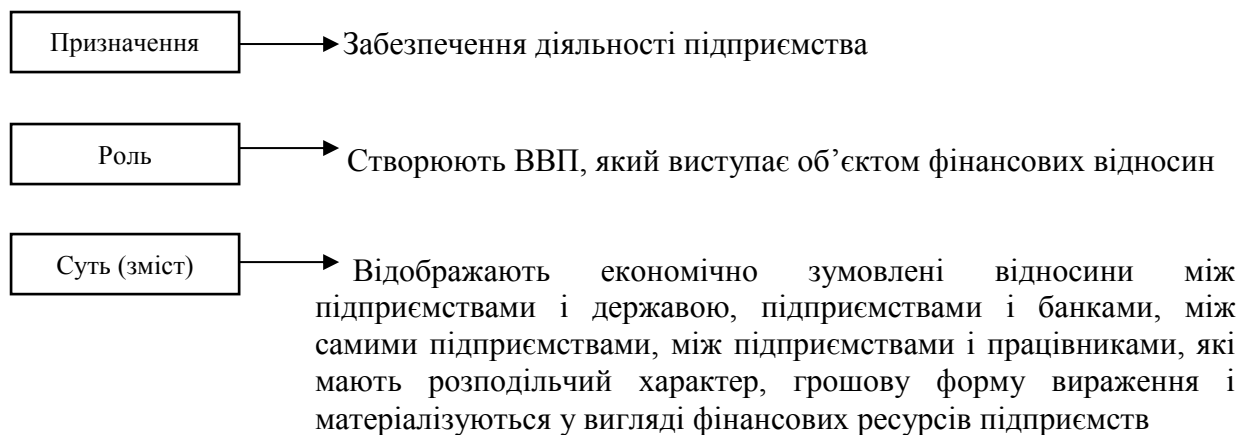 Призначення Забезпечення діяльності підприємства
Роль Створюють ВВП, який виступає об’єктом фінансових відносин
Суть (зміст) Відображають економічно зумовлені відносини між
підприємствами і державою, підприємствами і банками, між
самими підприємствами, між підприємствами і працівниками, які
мають розподільчий характер, грошову форму вираження і
матеріалізуються у вигляді фінансових ресурсів підприємств